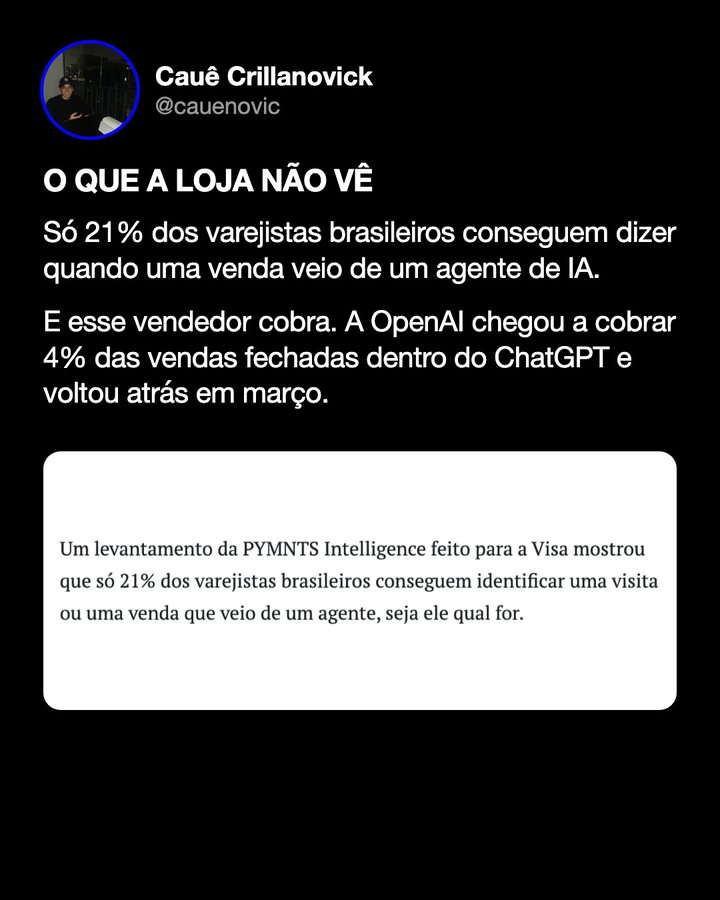 Cauê Crillanovick
@cauenovic
O QUE A LOJA NÃO VÊ
Só 21% dos varejistas brasileiros conseguem dizer
quando uma venda veio de um agente de IA.
E esse vendedor cobra. A OpenAI chegou a cobrar
4% das vendas fechadas dentro do ChatGPT e
voltou atrás em março.
Um levantamento da PYMNTS Intelligence feito para a Visa mostrou
que só 21% dos varejistas brasileiros conseguem identificar uma visita
ou uma venda que veio de um agente, seja ele qual for.